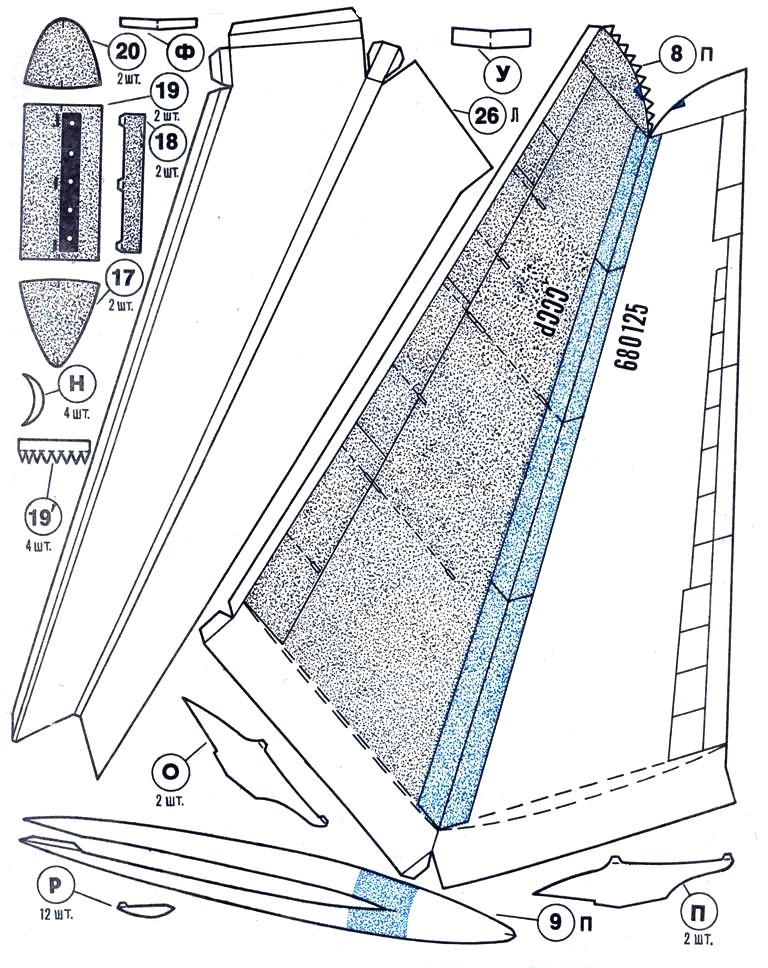 20
2 шт.
Ф
У
8 П
19
2 шт.
26 Л
18
2 шт.
17
2 шт.
СССР
680125
Н
4 шт.
19'
4 шт.
О
2 шт.
Р
12 шт.
9 П
П
2 шт.